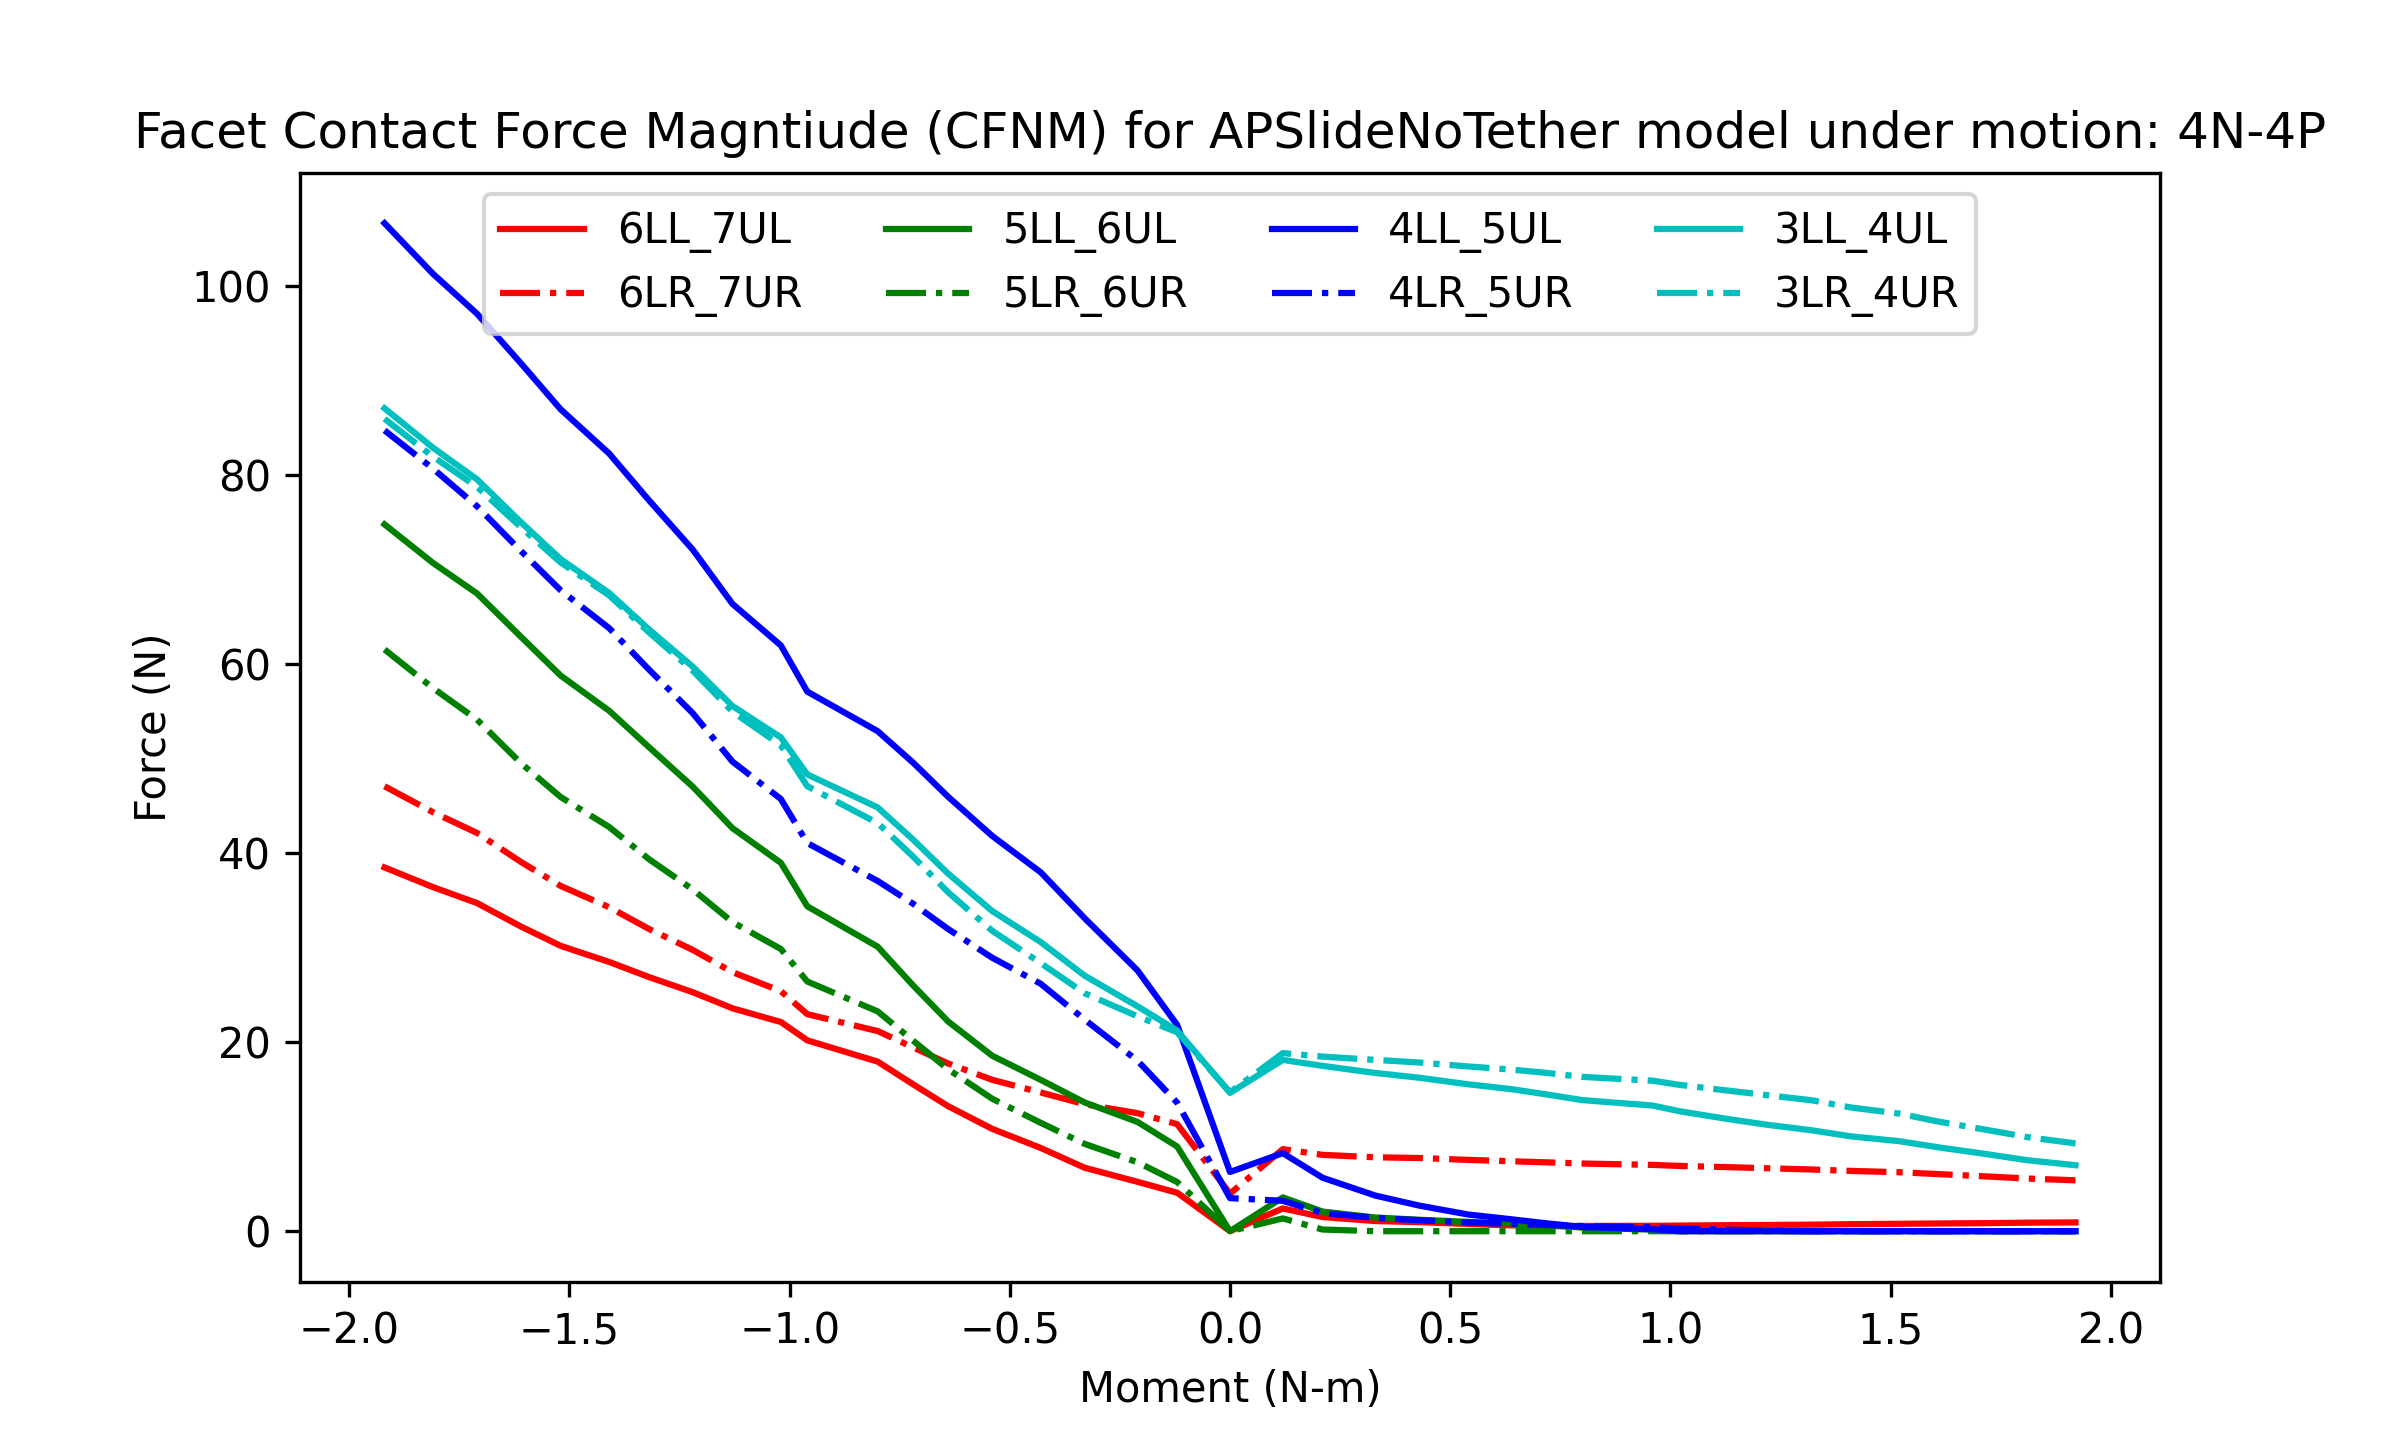 Facet Contact Force Magntiude (CFNM) for APSlideNoTether model under motion: 4N-4P
6LL_7UL 5LL_6UL 4LL_5UL 3LL_4UL
6LR_7UR 5LR_6UR 4LR_5UR 3LR_4UR
100
80
60
40
20
0
Force (N)
−2.0 −1.5 −1.0 −0.5 0.0 0.5 1.0 1.5 2.0
Moment (N-m)